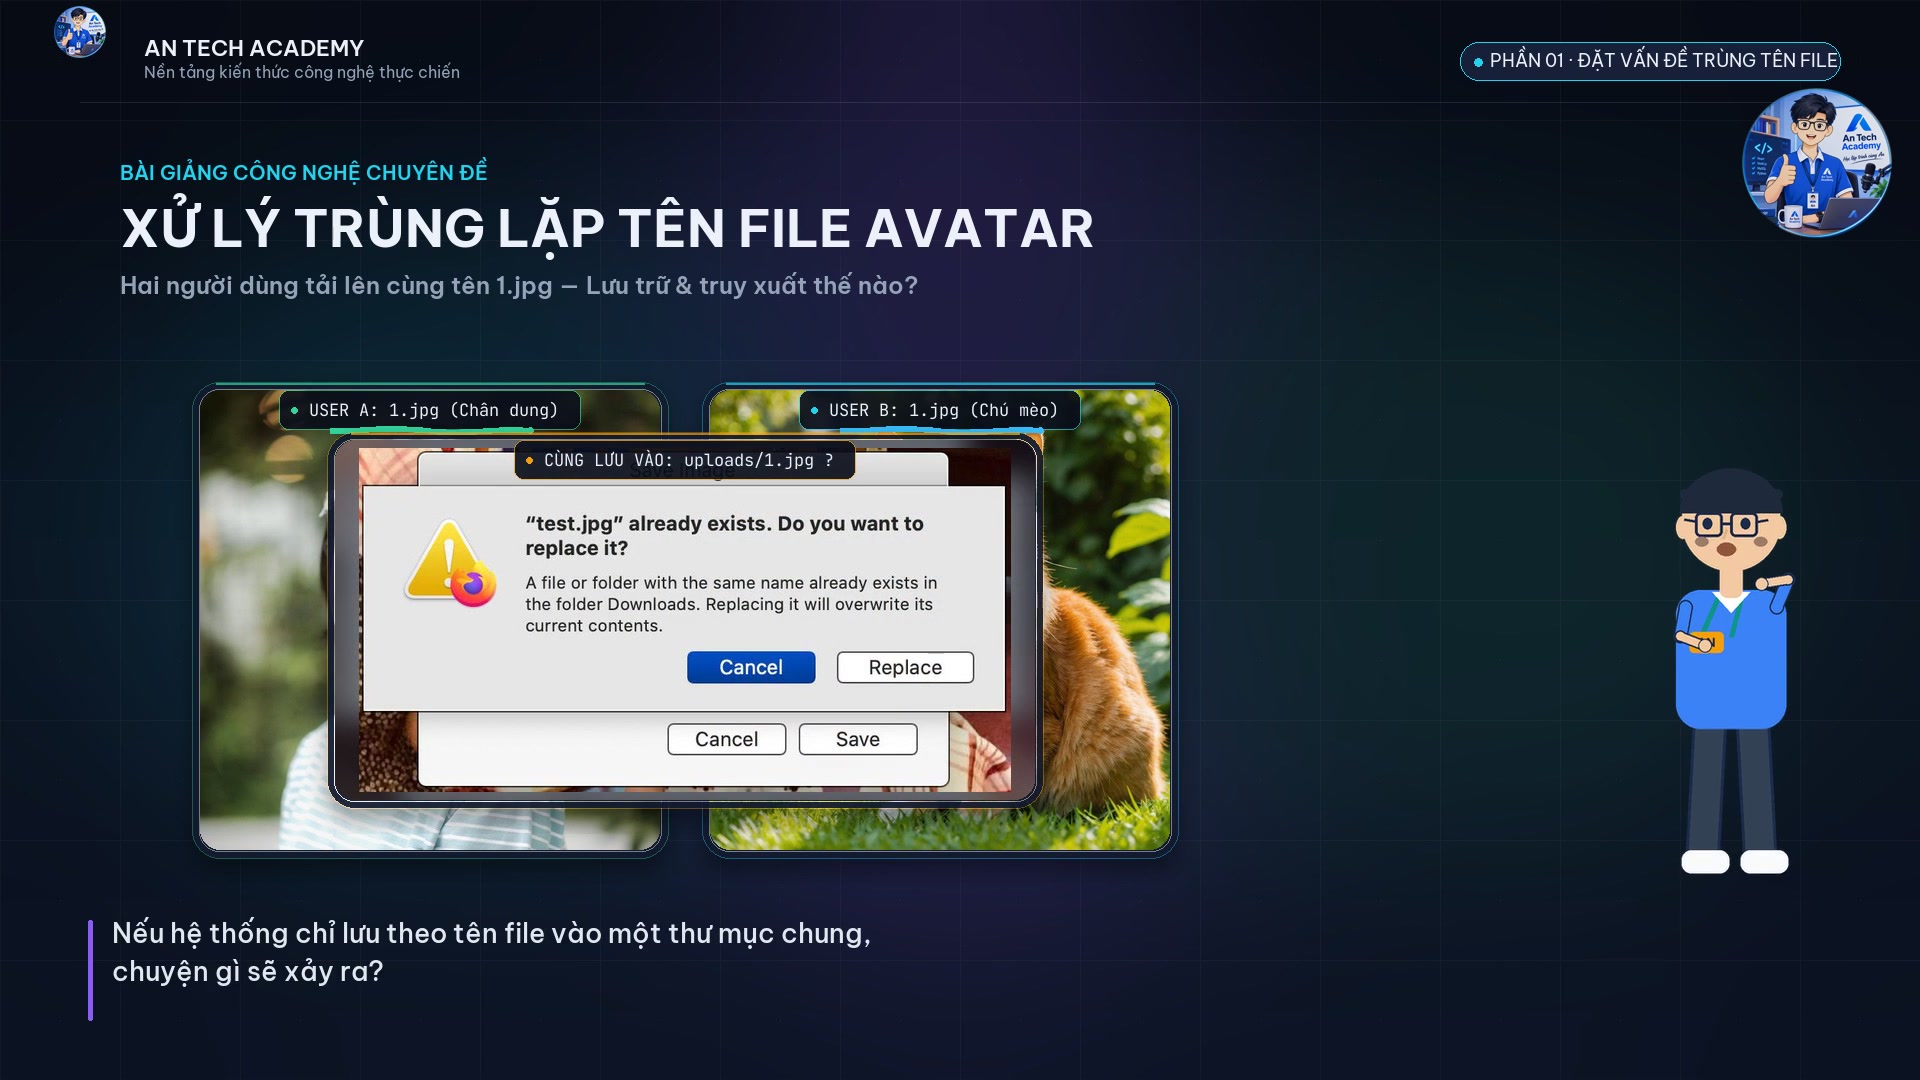 AN TECH ACADEMY
Nền tảng kiến thức công nghệ thực chiến
PHẦN 01 · ĐẶT VẤN ĐỀ TRÙNG TÊN FILE
An Tech
Academy
BÀI GIẢNG CÔNG NGHỆ CHUYÊN ĐỀ
XỬ LÝ TRÙNG LẶP TÊN FILE AVATAR
Hai người dùng tải lên cùng tên 1.jpg — Lưu trữ & truy xuất thế nào?
USER A: 1.jpg (Chân dung)
USER B: 1.jpg (Chú mèo)
CÙNG LƯU VÀO: uploads/1.jpg ?
Save Image
“test.jpg” already exists. Do you want to
replace it?
A file or folder with the same name already exists in
the folder Downloads. Replacing it will overwrite its
current contents.
Cancel
Replace
Cancel
Save
Nếu hệ thống chỉ lưu theo tên file vào một thư mục chung,
chuyện gì sẽ xảy ra?